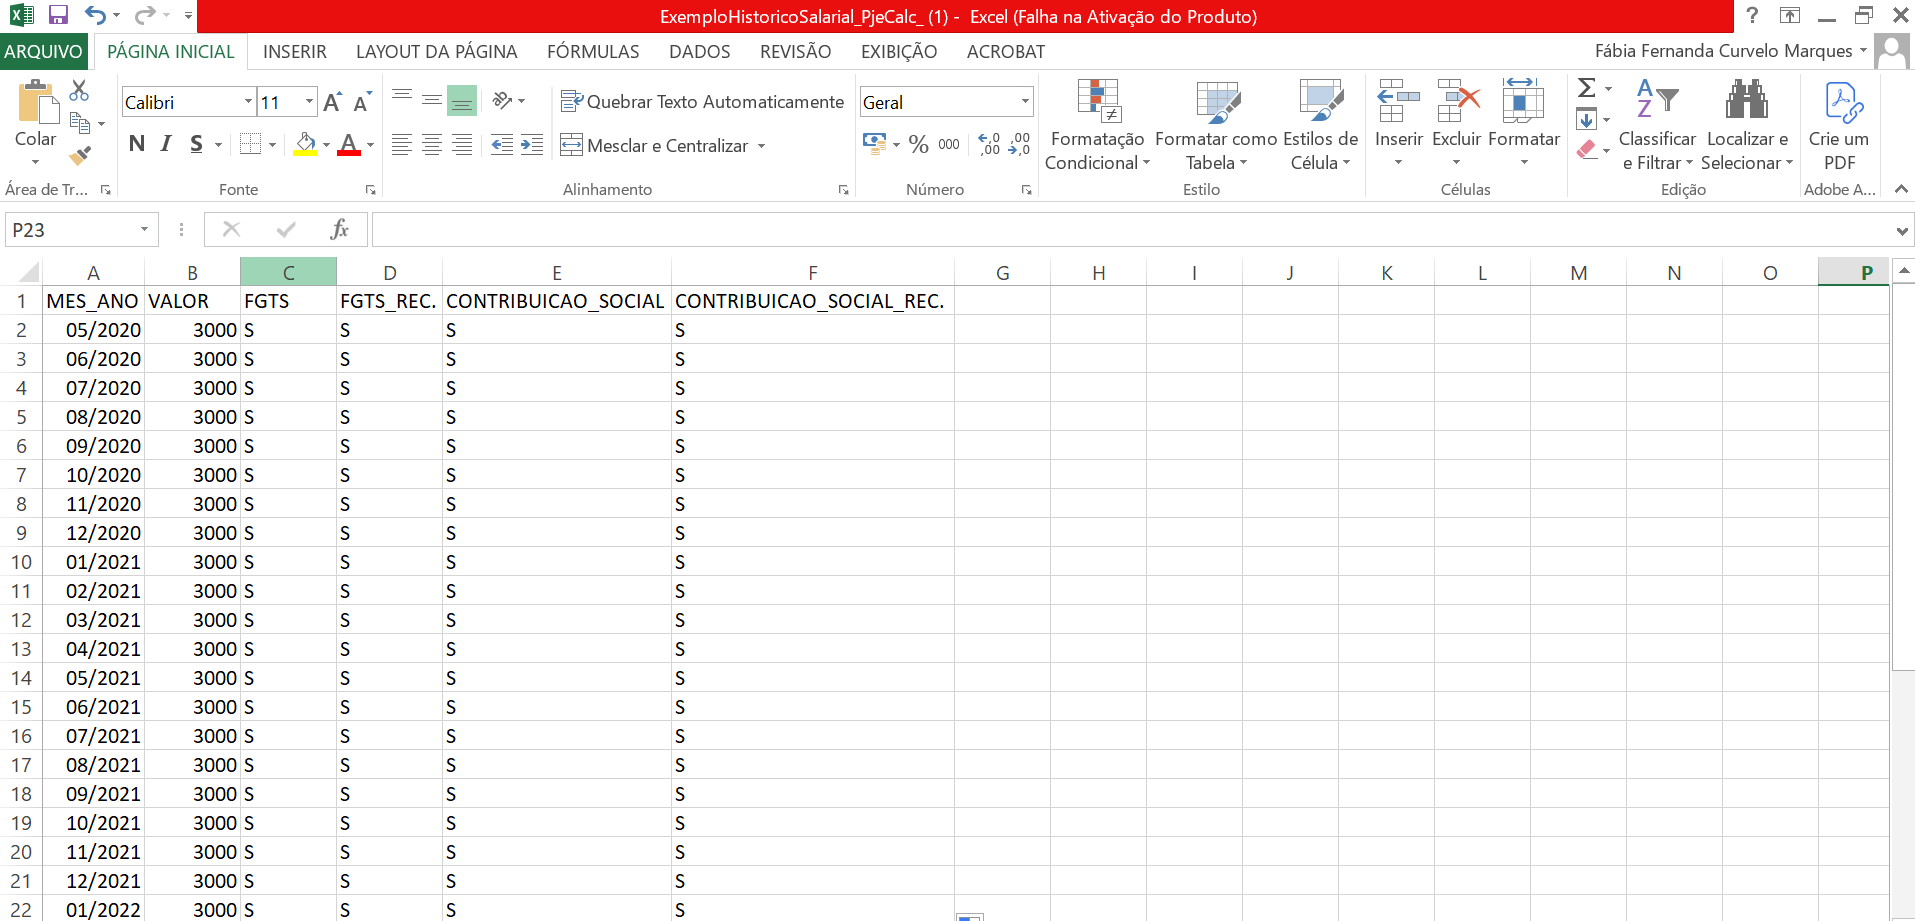 ExemploHistoricoSalarial_PjeCalc_ (1) - Excel (Falha na Ativação do Produto)
?
ARQUIVO PÁGINA INICIAL INSERIR LAYOUT DA PÁGINA FÓRMULAS DADOS REVISÃO EXIBIÇÃO ACROBAT Fábia Fernanda Curvelo Marques
Calibri 11 A A Quebrar Texto Automaticamente Geral
Colar N I S A Mesclar e Centralizar % 000 ,0 ,00 ,00 ,0
Formatação Condicional
Formatar como Tabela
Estilos de Célula
Inserir Excluir Formatar
Classificar e Filtrar
Localizar e Selecionar
Crie um PDF
Área de Tr... Fonte Alinhamento Número Estilo Células Edição Adobe A...
P23 fx
A B C D E F G H I J K L M N O P
1 MES_ANO VALOR FGTS FGTS_REC. CONTRIBUICAO_SOCIAL CONTRIBUICAO_SOCIAL_REC.
2 05/2020 3000 S S S S
3 06/2020 3000 S S S S
4 07/2020 3000 S S S S
5 08/2020 3000 S S S S
6 09/2020 3000 S S S S
7 10/2020 3000 S S S S
8 11/2020 3000 S S S S
9 12/2020 3000 S S S S
10 01/2021 3000 S S S S
11 02/2021 3000 S S S S
12 03/2021 3000 S S S S
13 04/2021 3000 S S S S
14 05/2021 3000 S S S S
15 06/2021 3000 S S S S
16 07/2021 3000 S S S S
17 08/2021 3000 S S S S
18 09/2021 3000 S S S S
19 10/2021 3000 S S S S
20 11/2021 3000 S S S S
21 12/2021 3000 S S S S
22 01/2022 3000 S S S S